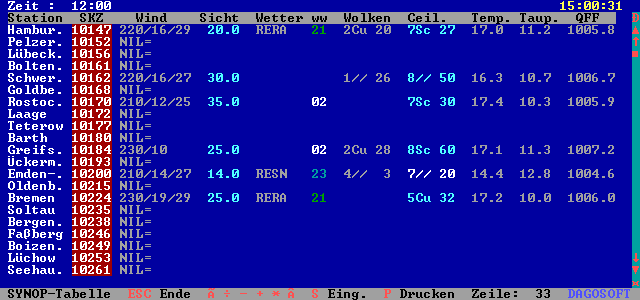 Zeit : 12:00 15:00:31
Station SKZ Wind Sicht Wetter ww Wolken Ceil. Temp. Taup. QFF D
Hambur. 10147 220/16/29 20.0 RERA 21 2Cu 20 7Sc 27 17.0 11.2 1005.8
Pelzer. 10152 NIL=
Lübeck. 10156 NIL=
Bolten. 10161 NIL=
Schwer. 10162 220/16/27 30.0 1// 26 8// 50 16.3 10.7 1006.7
Goldbe. 10168 NIL=
Rostoc. 10170 210/12/25 35.0 02 7Sc 30 17.4 10.3 1005.9
Laage 10172 NIL=
Teterow 10177 NIL=
Barth 10180 NIL=
Greifs. 10184 230/10 25.0 02 2Cu 28 8Sc 60 17.1 11.3 1007.2
Ückerm. 10193 NIL=
Emden-. 10200 210/14/27 14.0 RESN 23 4// 3 7// 20 14.4 12.8 1004.6
Oldenb. 10215 NIL=
Bremen 10224 230/19/29 25.0 RERA 21 5Cu 32 17.2 10.0 1006.0
Soltau 10235 NIL=
Bergen. 10238 NIL=
Faßberg 10246 NIL=
Boizen. 10249 NIL=
Lüchow 10253 NIL=
Seehau. 10261 NIL=
SYNOP-Tabelle ESC Ende - + * S Eing. P Drucken Zeile: 33 DAGOSOFT